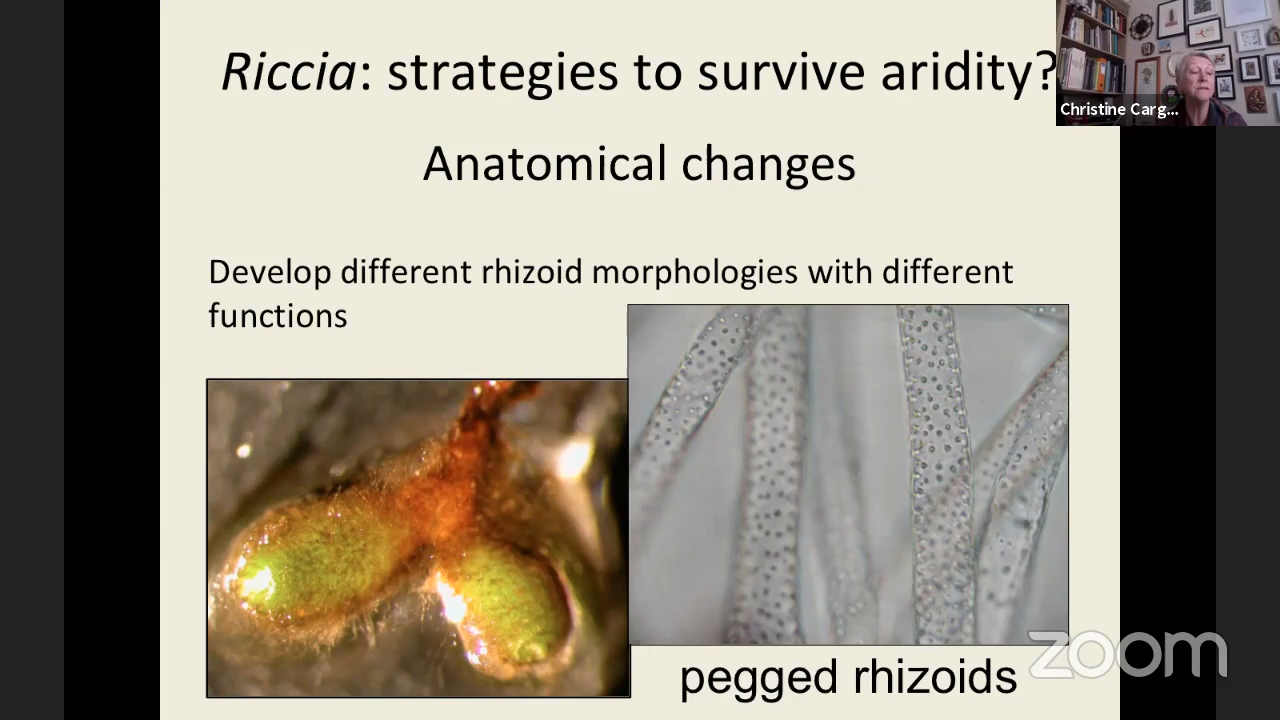 Riccia: strategies to survive aridity?
Christine Carg...
Anatomical changes
Develop different rhizoid morphologies with different
functions
pegged rhizoids
zoom